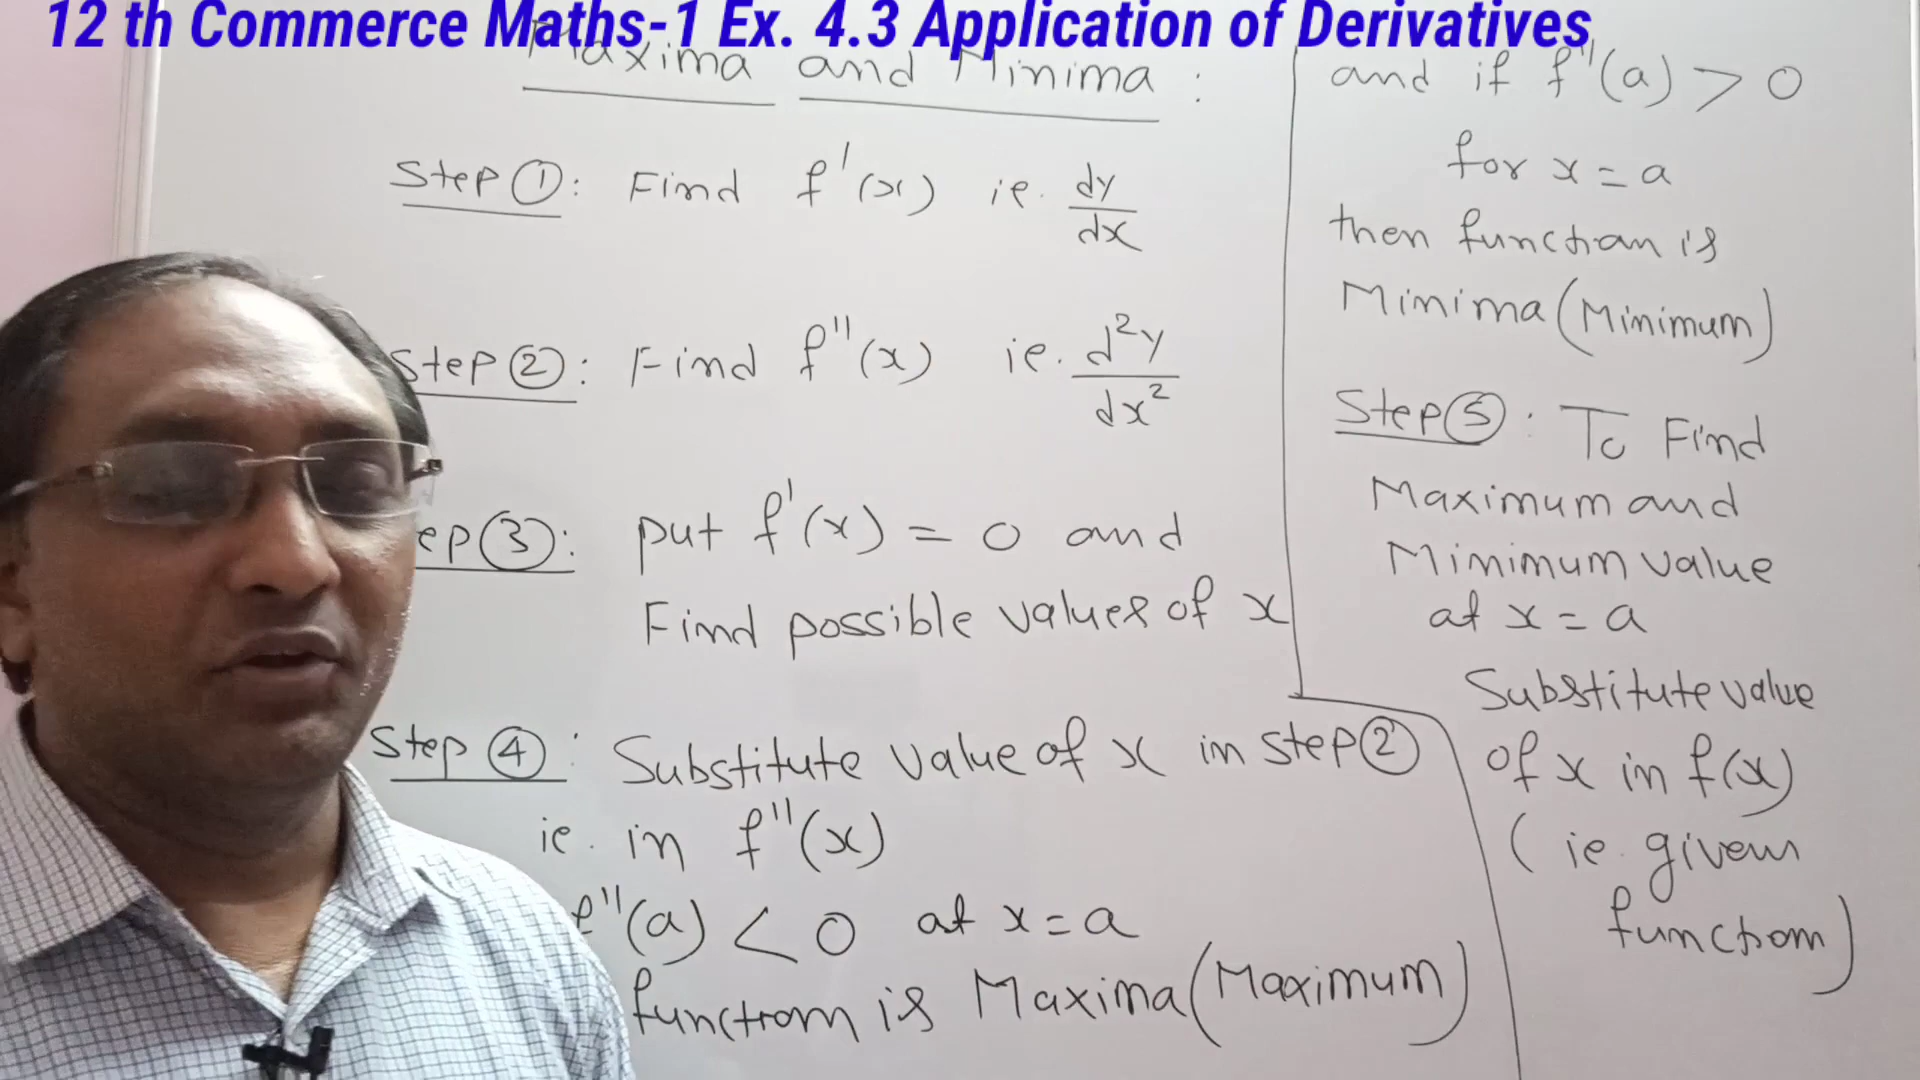 12 th Commerce Maths-1 Ex. 4.3 Application of Derivatives
Maxima and Minima :
Step ①: Find f'(x) ie. dy/dx
Step ②: Find f''(x) ie. d²y/dx²
ep ③: put f'(x) = 0 and
Find possible values of x
Step ④: Substitute value of x in step ②
ie. in f''(x)
f''(a) < 0 at x = a
function is Maxima (Maximum)
and if f''(a) > 0
for x = a
then function is
Minima (Minimum)
Step ⑤: To Find
Maximum and
Minimum value
at x = a
Substitute value
of x in f(x)
( ie. given
function)